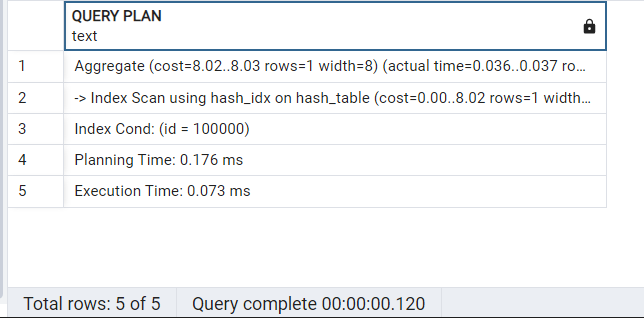 QUERY PLAN
text
1 Aggregate (cost=8.02..8.03 rows=1 width=8) (actual time=0.036..0.037 ro...
2 -> Index Scan using hash_idx on hash_table (cost=0.00..8.02 rows=1 width...
3 Index Cond: (id = 100000)
4 Planning Time: 0.176 ms
5 Execution Time: 0.073 ms
Total rows: 5 of 5 Query complete 00:00:00.120